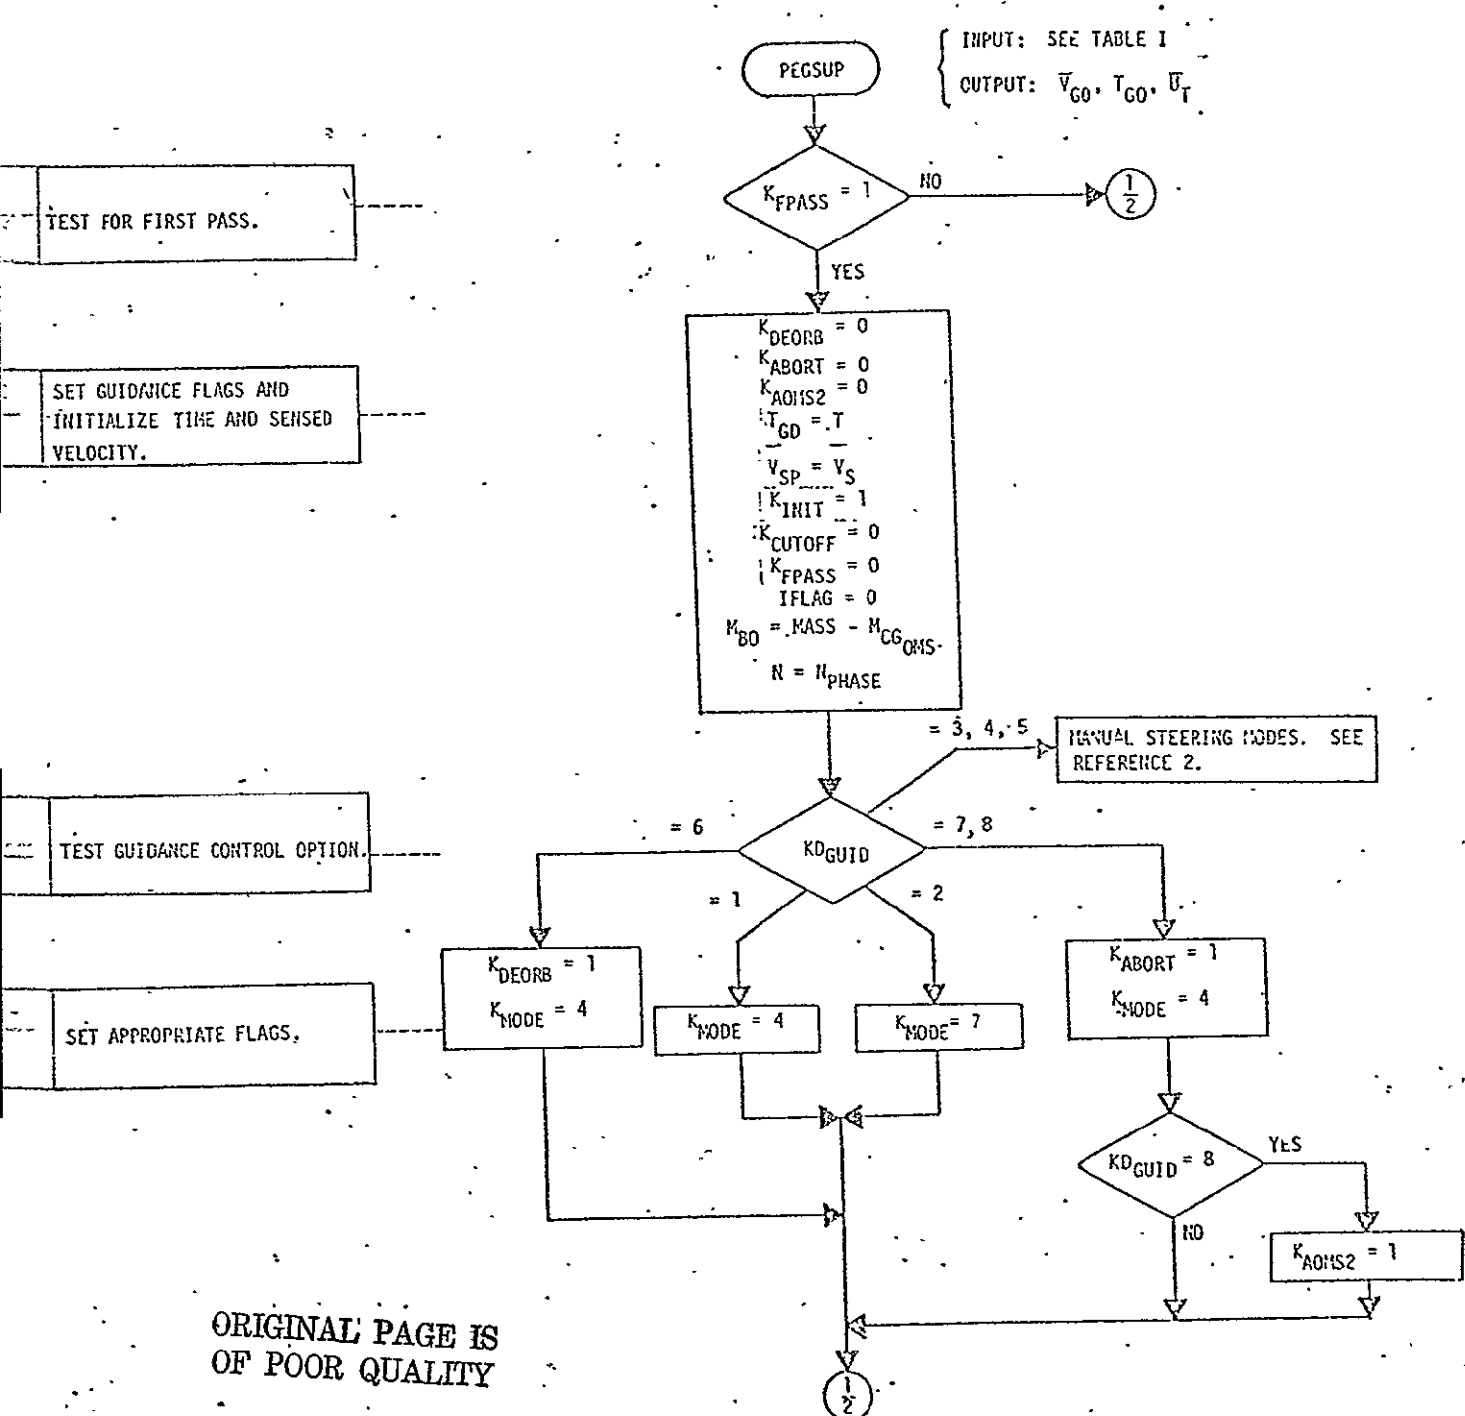 PEGSUP
INPUT: SEE TABLE I
OUTPUT: V̅GO, TGO, U̅T
TEST FOR FIRST PASS.
KFPASS = 1
NO
1
2
YES
SET GUIDANCE FLAGS AND
INITIALIZE TIME AND SENSED
VELOCITY.
KDEORB = 0
KABORT = 0
KAOMS2 = 0
TGD = T
V̅SP = V̅S
KINIT = 1
KCUTOFF = 0
KFPASS = 0
IFLAG = 0
MBO = MASS - MCGOMS
N = NPHASE
= 3, 4, 5
MANUAL STEERING MODES. SEE
REFERENCE 2.
TEST GUIDANCE CONTROL OPTION.
= 6
KDGUID
= 7,8
= 1
= 2
SET APPROPRIATE FLAGS.
KDEORB = 1
KMODE = 4
KMODE = 4
KMODE = 7
KABORT = 1
KMODE = 4
KDGUID = 8
YES
NO
KAOMS2 = 1
ORIGINAL PAGE IS
OF POOR QUALITY
1
2